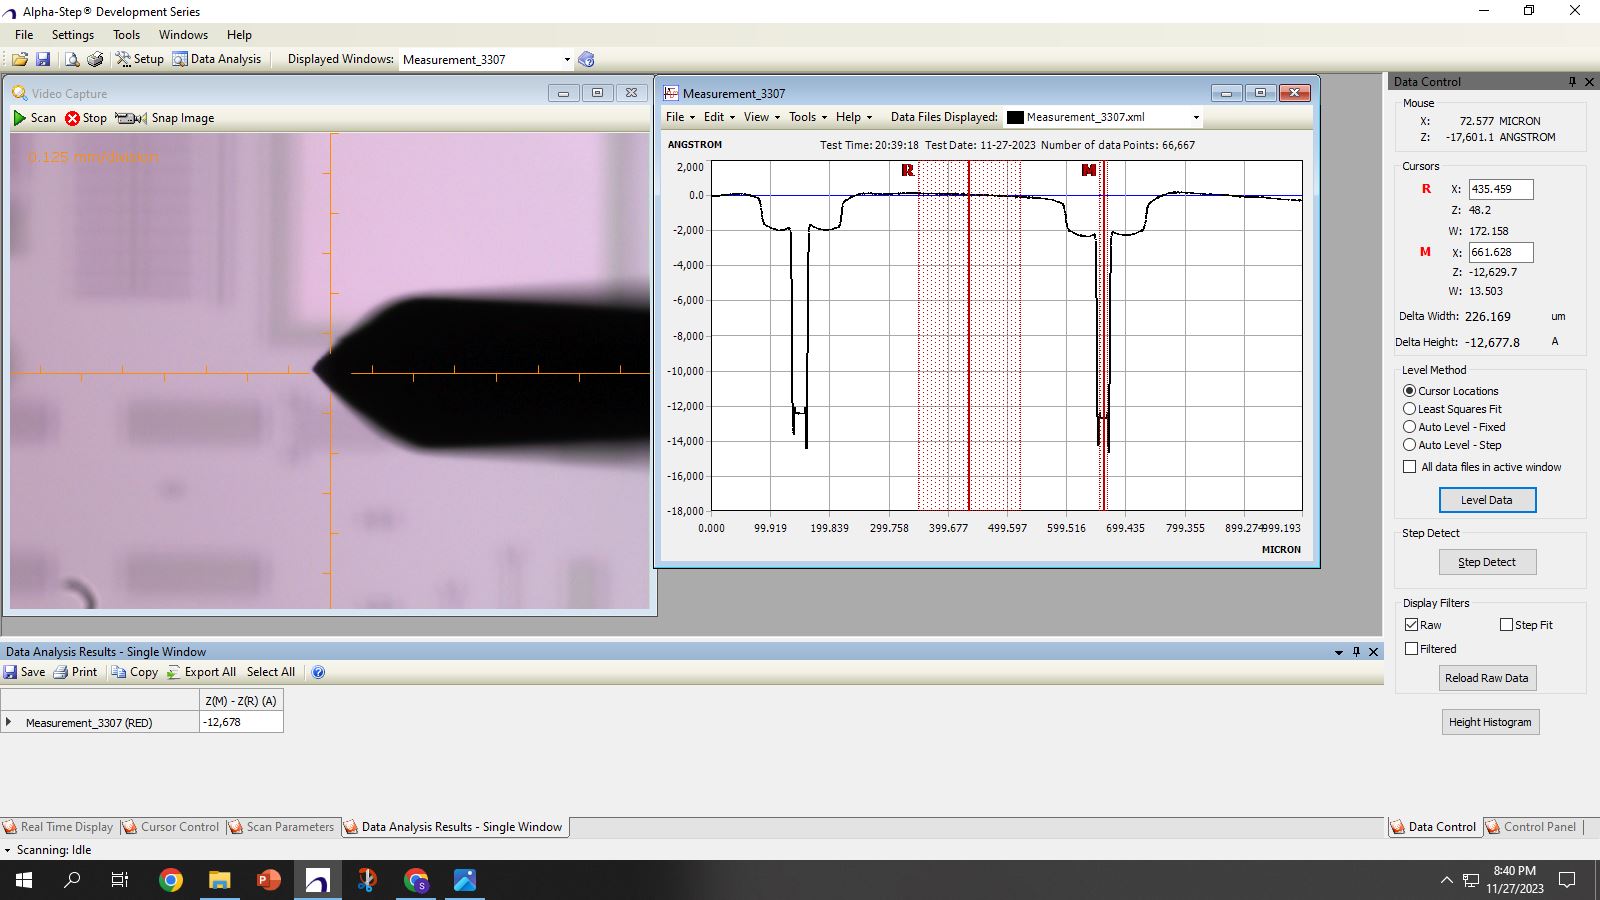 Alpha-Step® Development Series
File Settings Tools Windows Help
Setup Data Analysis Displayed Windows: Measurement_3307
Video Capture
Scan Stop Snap Image
0.125 mm/division
Measurement_3307
File Edit View Tools Help Data Files Displayed: Measurement_3307.xml
ANGSTROM Test Time: 20:39:18 Test Date: 11-27-2023 Number of data Points: 66,667
R M
2,000
0.0
-2,000
-4,000
-6,000
-8,000
-10,000
-12,000
-14,000
-16,000
-18,000
0.000 99.919 199.839 299.758 399.677 499.597 599.516 699.435 799.355 899.274 999.193
MICRON
Data Control
Mouse
X: 72.577 MICRON
Z: -17,601.1 ANGSTROM
Cursors
R X: 435.459
Z: 48.2
W: 172.158
M X: 661.628
Z: -12,629.7
W: 13.503
Delta Width: 226.169 um
Delta Height: -12,677.8 A
Level Method
Cursor Locations
Least Squares Fit
Auto Level - Fixed
Auto Level - Step
All data files in active window
Level Data
Step Detect
Step Detect
Display Filters
Raw Step Fit
Filtered
Reload Raw Data
Height Histogram
Data Analysis Results - Single Window
Save Print Copy Export All Select All
Z(M) - Z(R) (A)
Measurement_3307 (RED) -12,678
Real Time Display Cursor Control Scan Parameters Data Analysis Results - Single Window
Data Control Control Panel
Scanning: Idle
8:40 PM
11/27/2023